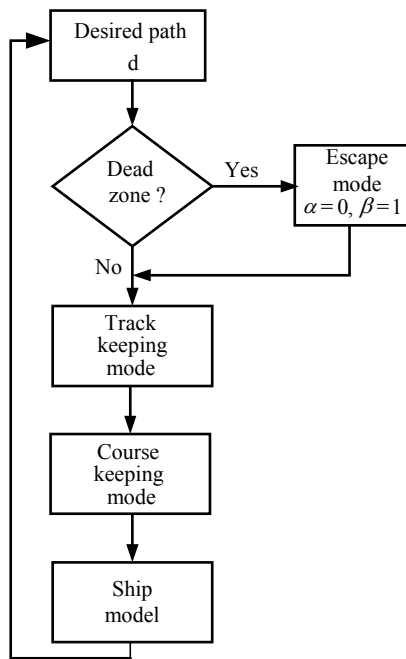 Desired path
d
Dead
zone ?
Yes
Escape
mode
α=0, β=1
No
Track
keeping
mode
Course
keeping
mode
Ship
model